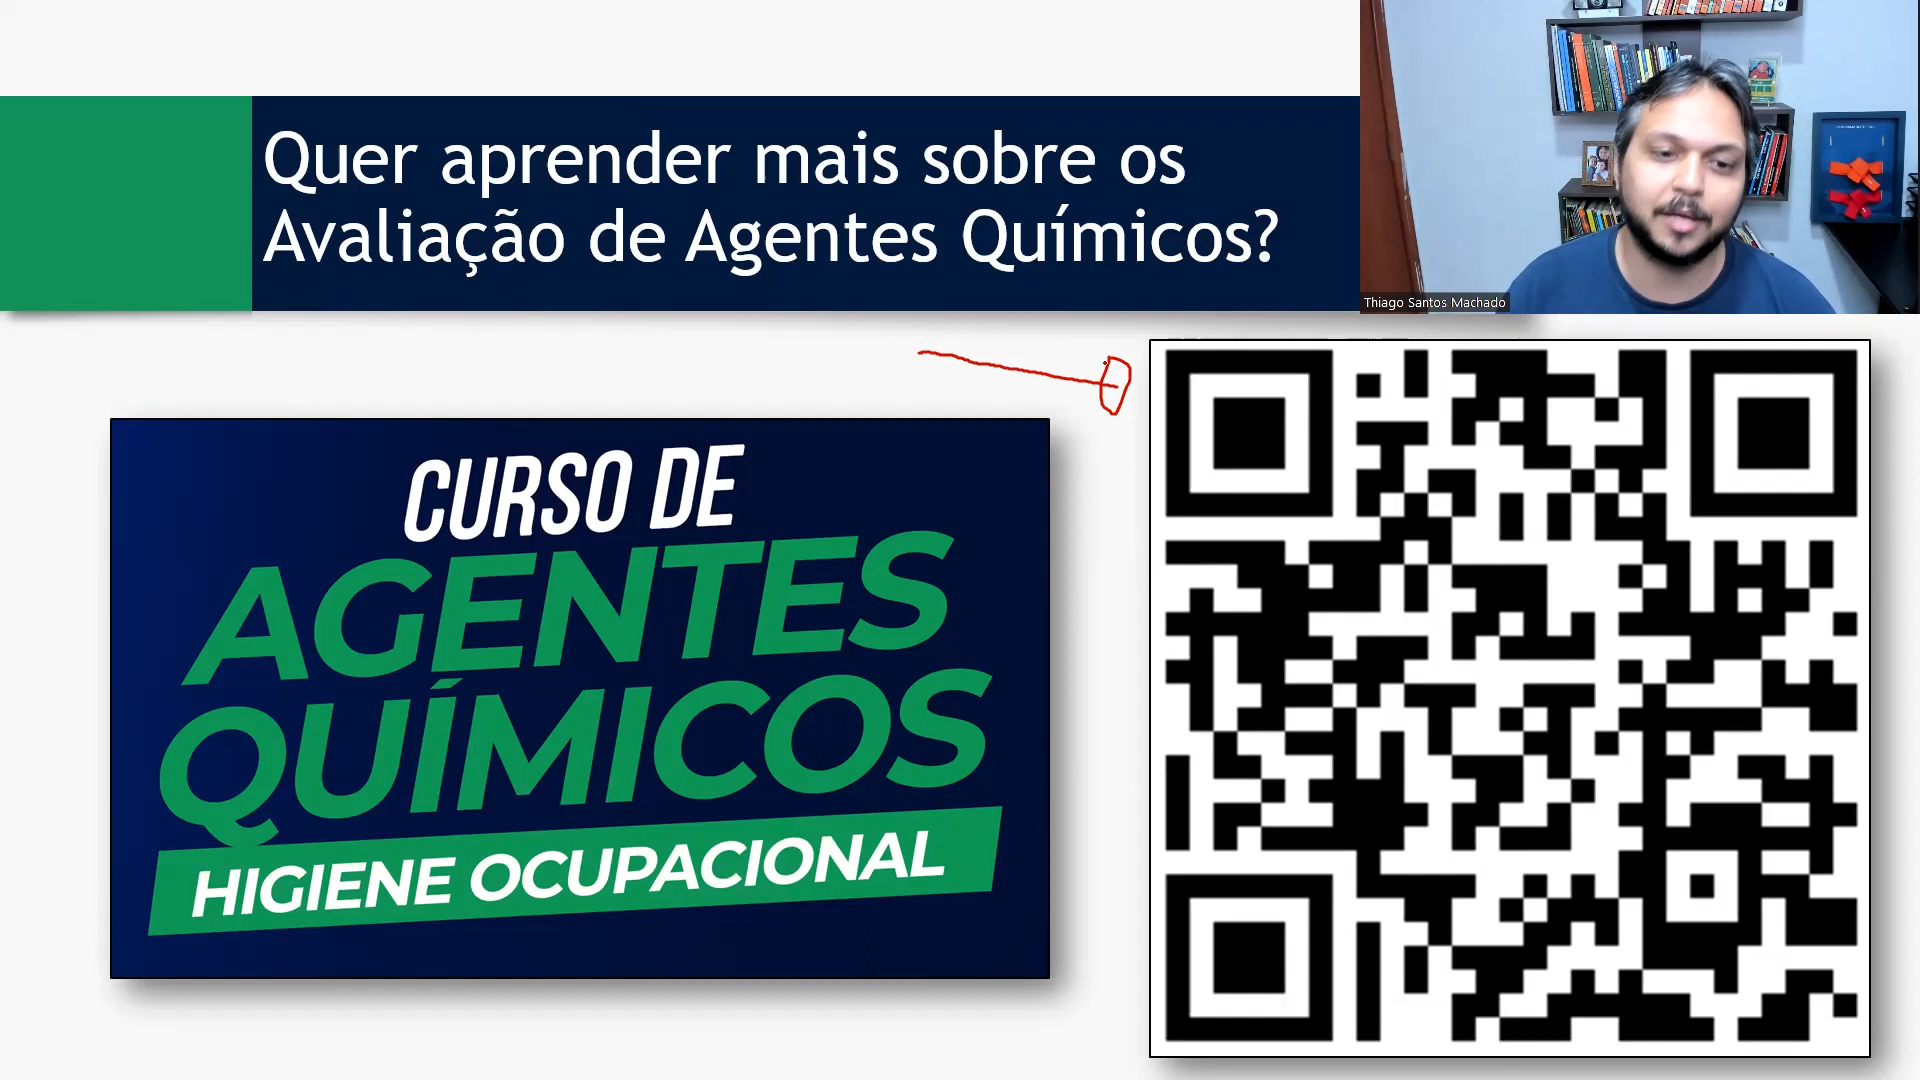 Quer aprender mais sobre os
Avaliação de Agentes Químicos?
Thiago Santos Machado
CURSO DE
AGENTES
QUÍMICOS
HIGIENE OCUPACIONAL